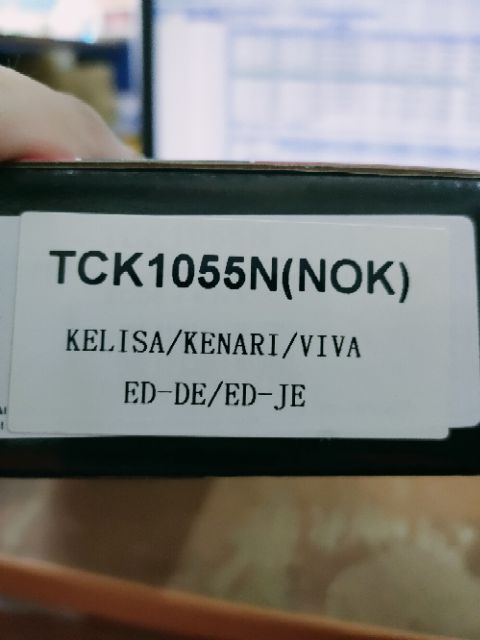 TCK1055N(NOK)
KELISA/KENARI/VIVA
ED-DE/ED-JE